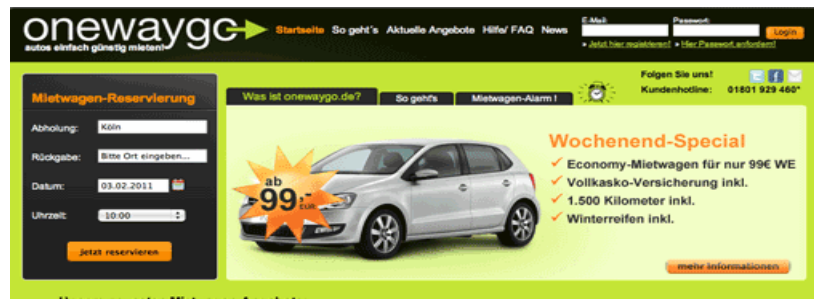 onewaygo
autos einfach günstig mieten!
Startseite So geht's Aktuelle Angebote Hilfe/ FAQ News
E-Mail: Passwort:
Login
» Jetzt hier registrieren! » Hier Passwort anfordern!
Folgen Sie uns!
Kundenhotline: 01801 929 460*
Mietwagen-Reservierung
Abholung: Köln
Rückgabe: Bitte Ort eingeben...
Datum: 03.02.2011
Uhrzeit: 10:00
jetzt reservieren
Was ist onewaygo.de? So geht's Mietwagen-Alarm !
ab
99,-
EUR
Wochenend-Special
✓ Economy-Mietwagen für nur 99€ WE
✓ Vollkasko-Versicherung inkl.
✓ 1.500 Kilometer inkl.
✓ Winterreifen inkl.
mehr informationen